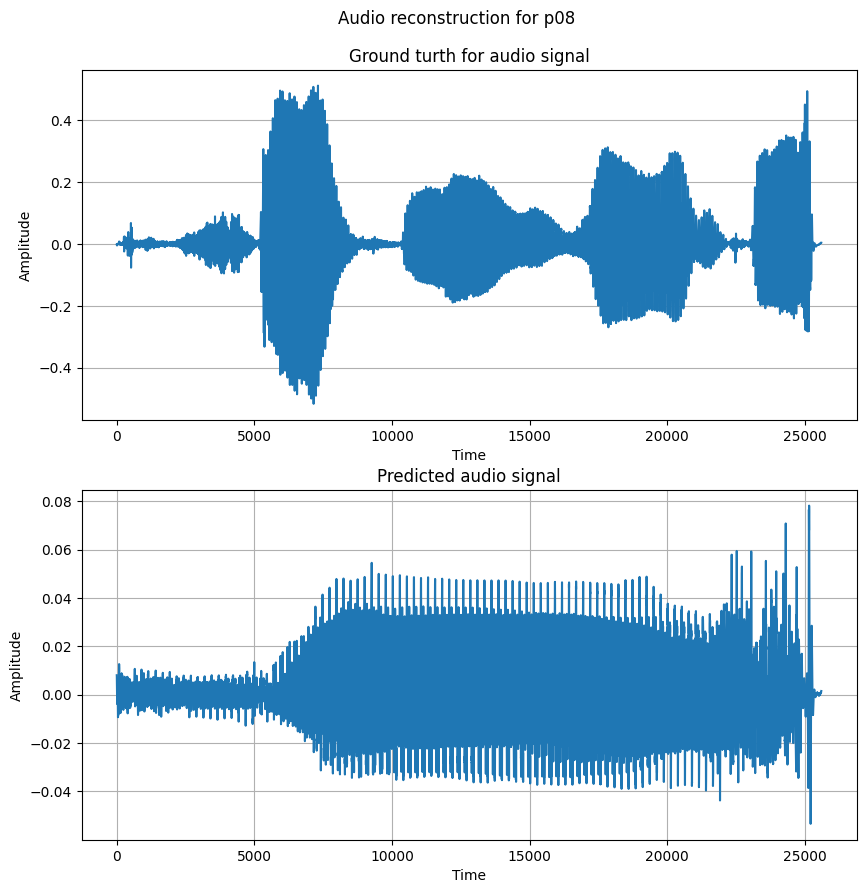 Audio reconstruction for p08
Ground turth for audio signal
0.4
0.2
0.0
−0.2
−0.4
Amplitude
0 5000 10000 15000 20000 25000
Time
Predicted audio signal
0.08
0.06
0.04
0.02
0.00
−0.02
−0.04
Amplitude
0 5000 10000 15000 20000 25000
Time